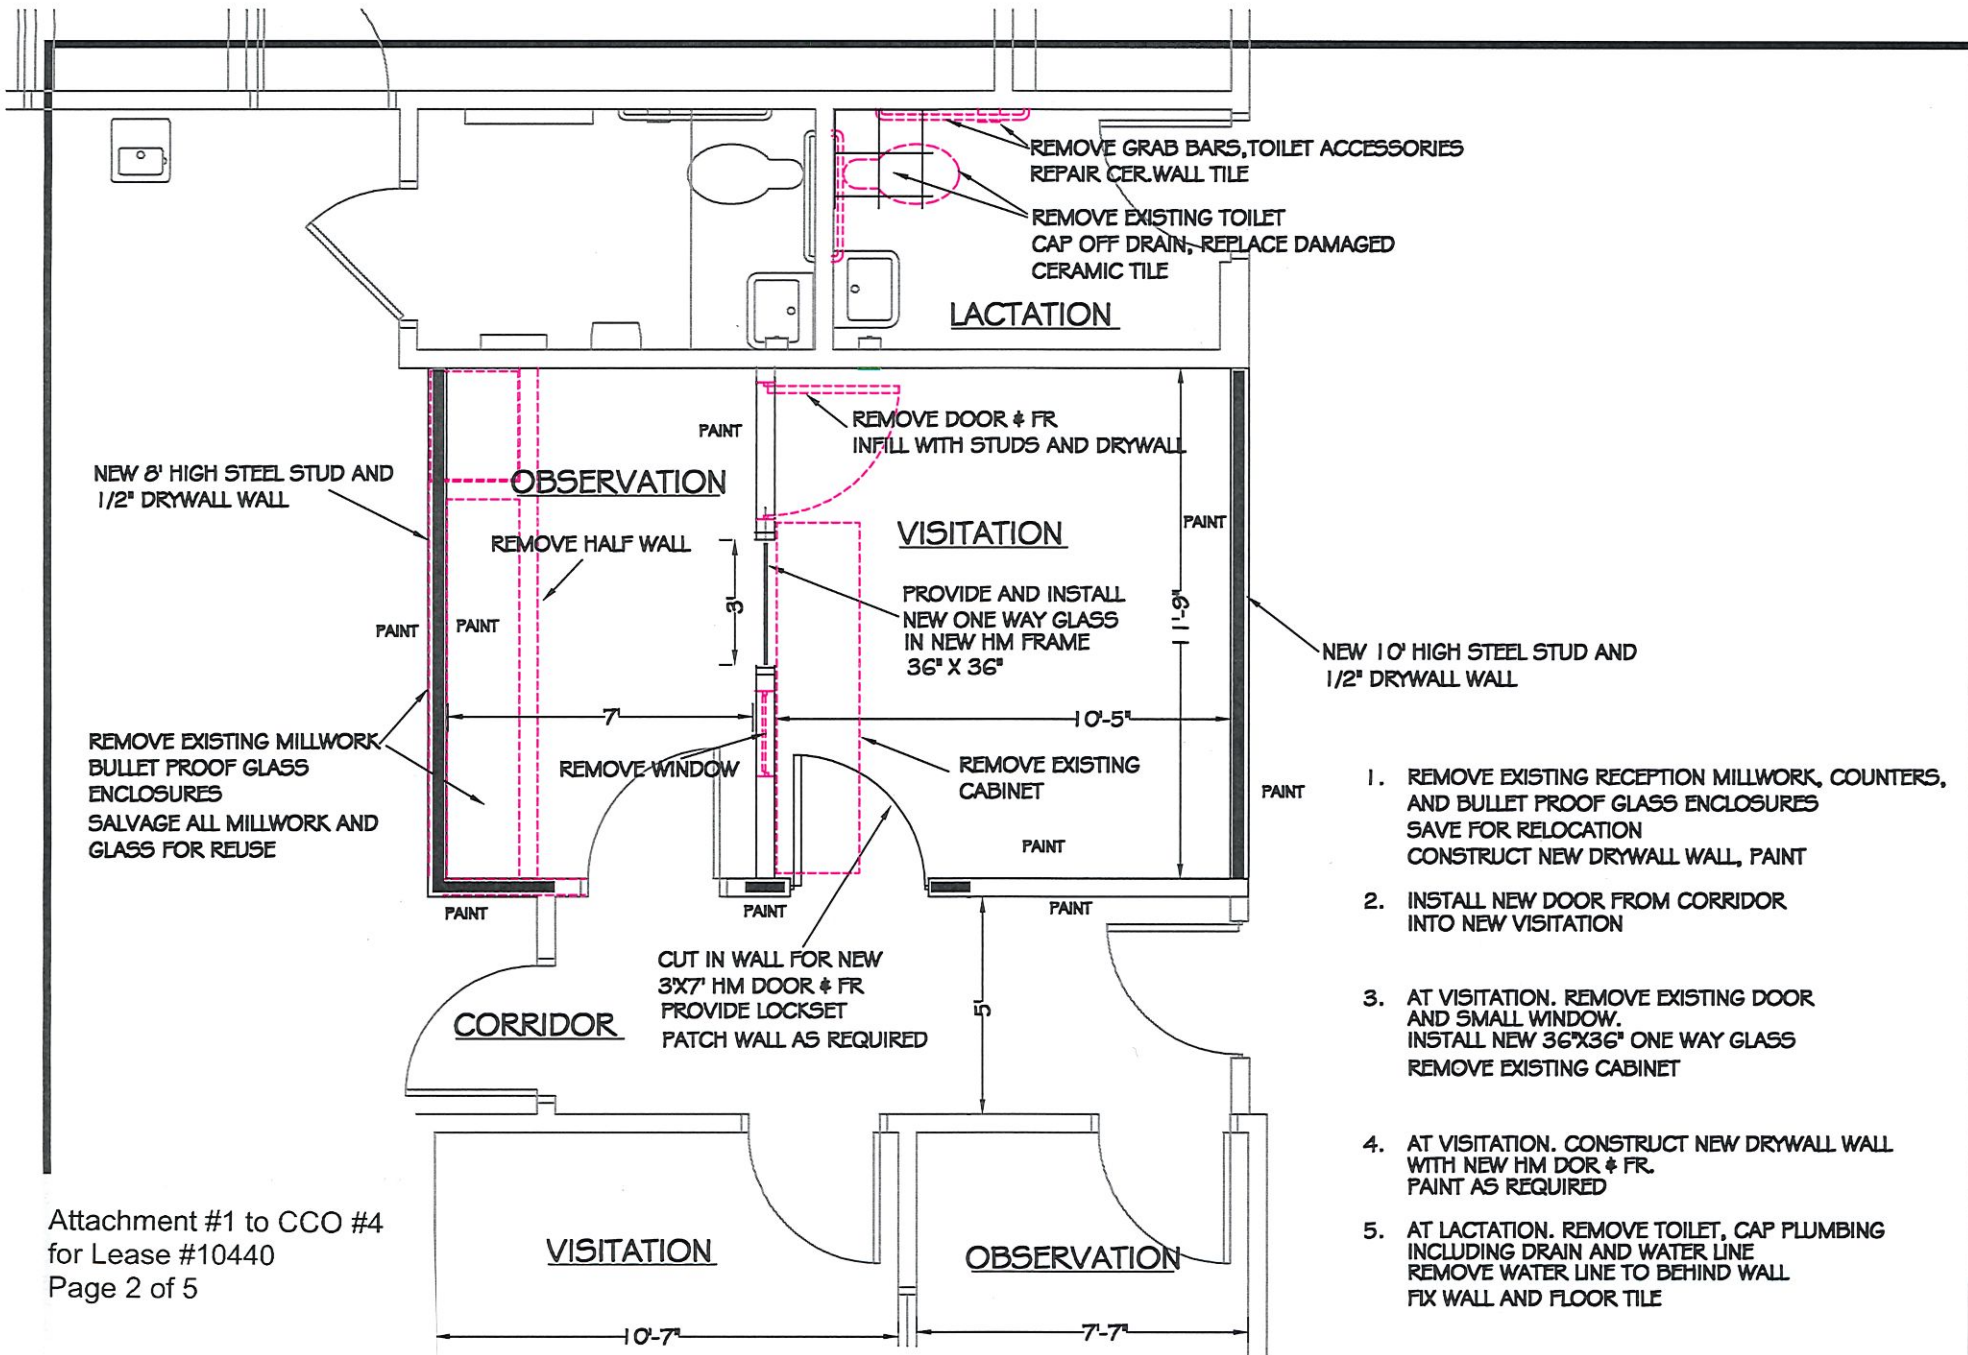 REMOVE GRAB BARS,TOILET ACCESSORIES
REPAIR CER.WALL TILE
REMOVE EXISTING TOILET
CAP OFF DRAIN, REPLACE DAMAGED
CERAMIC TILE
LACTATION
PAINT
REMOVE DOOR & FR
INFILL WITH STUDS AND DRYWALL
NEW 8' HIGH STEEL STUD AND
1/2" DRYWALL WALL
OBSERVATION
REMOVE HALF WALL
VISITATION
PAINT
PROVIDE AND INSTALL
NEW ONE WAY GLASS
IN NEW HM FRAME
36" X 36"
3'
11'-9"
PAINT
PAINT
NEW 10' HIGH STEEL STUD AND
1/2" DRYWALL WALL
7'
10'-5"
REMOVE EXISTING MILLWORK
BULLET PROOF GLASS
ENCLOSURES
SALVAGE ALL MILLWORK AND
GLASS FOR REUSE
REMOVE WINDOW
REMOVE EXISTING
CABINET
PAINT
PAINT
PAINT
PAINT
PAINT
CUT IN WALL FOR NEW
3'X7' HM DOOR & FR
PROVIDE LOCKSET
PATCH WALL AS REQUIRED
CORRIDOR
5'
1. REMOVE EXISTING RECEPTION MILLWORK, COUNTERS,
AND BULLET PROOF GLASS ENCLOSURES
SAVE FOR RELOCATION
CONSTRUCT NEW DRYWALL WALL, PAINT
2. INSTALL NEW DOOR FROM CORRIDOR
INTO NEW VISITATION
3. AT VISITATION. REMOVE EXISTING DOOR
AND SMALL WINDOW.
INSTALL NEW 36"X36" ONE WAY GLASS
REMOVE EXISTING CABINET
4. AT VISITATION. CONSTRUCT NEW DRYWALL WALL
WITH NEW HM DOR & FR.
PAINT AS REQUIRED
5. AT LACTATION. REMOVE TOILET, CAP PLUMBING
INCLUDING DRAIN AND WATER LINE
REMOVE WATER LINE TO BEHIND WALL
FIX WALL AND FLOOR TILE
Attachment #1 to CCO #4
for Lease #10440
Page 2 of 5
VISITATION
OBSERVATION
10'-7"
7'-7"